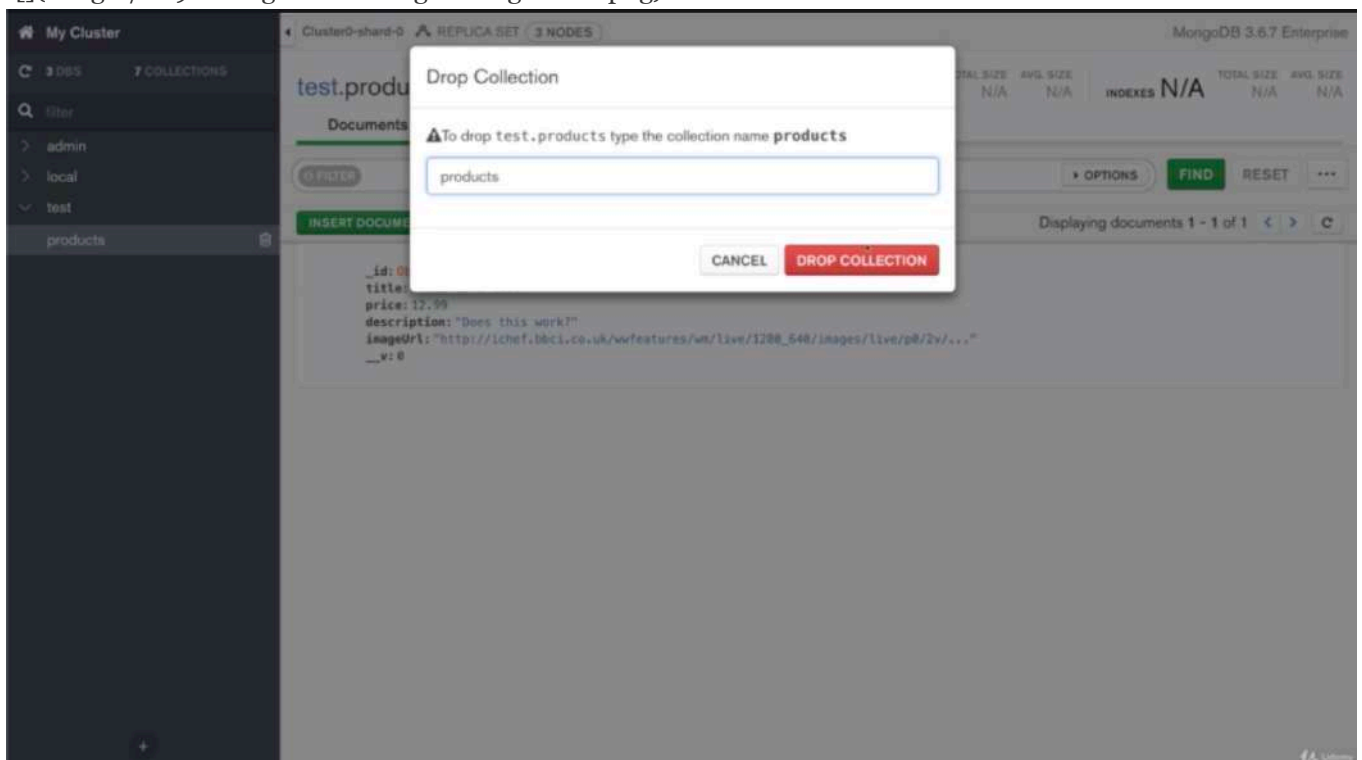 My Cluster
3 DBS 7 COLLECTIONS
filter
admin
local
test
products
Cluster0-shard-0 REPLICA SET 3 NODES MongoDB 3.6.7 Enterprise
test.produ
TOTAL SIZE AVG. SIZE TOTAL SIZE AVG. SIZE
N/A N/A INDEXES N/A N/A N/A
Documents
FILTER OPTIONS FIND RESET ...
INSERT DOCUME Displaying documents 1 - 1 of 1
Drop Collection
To drop test.products type the collection name products
products
CANCEL DROP COLLECTION
_id:
title:
price: 12.99
description: "Does this work?"
imageUrl: "http://ichef.bbci.co.uk/wwfeatures/wm/live/1280_640/images/live/p0/2v/..."
__v: 0
Udemy